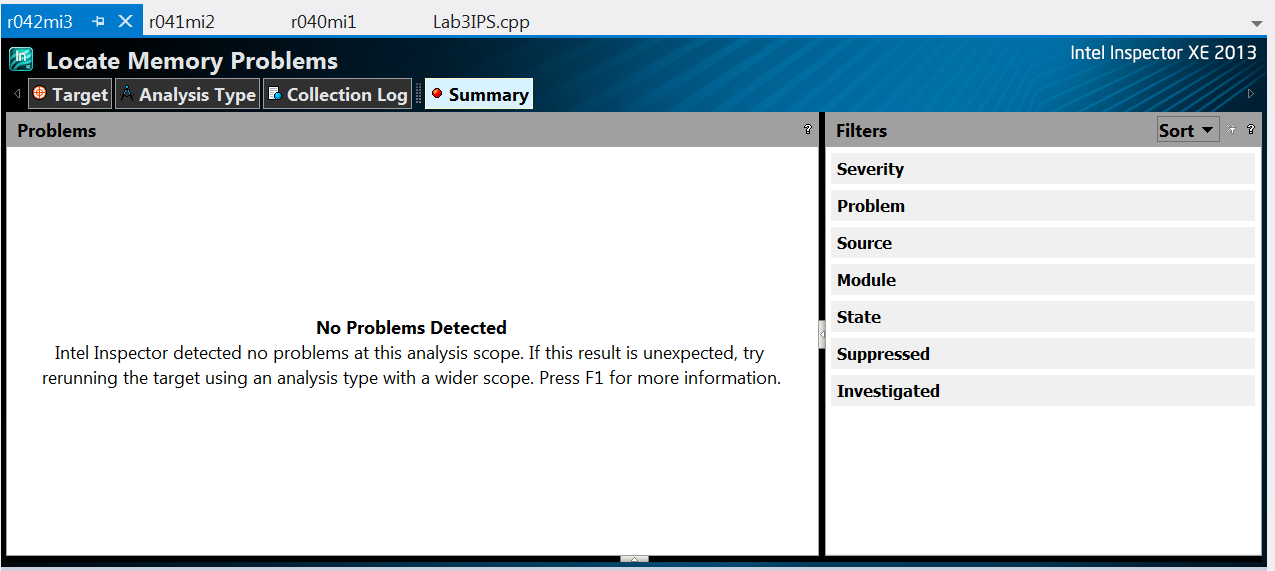 r042mi3 r041mi2 r040mi1 Lab3IPS.cpp
Locate Memory Problems Intel Inspector XE 2013
Target Analysis Type Collection Log Summary
Problems ? Filters Sort ?
Severity
Problem
Source
Module
State
Suppressed
Investigated
No Problems Detected
Intel Inspector detected no problems at this analysis scope. If this result is unexpected, try
rerunning the target using an analysis type with a wider scope. Press F1 for more information.